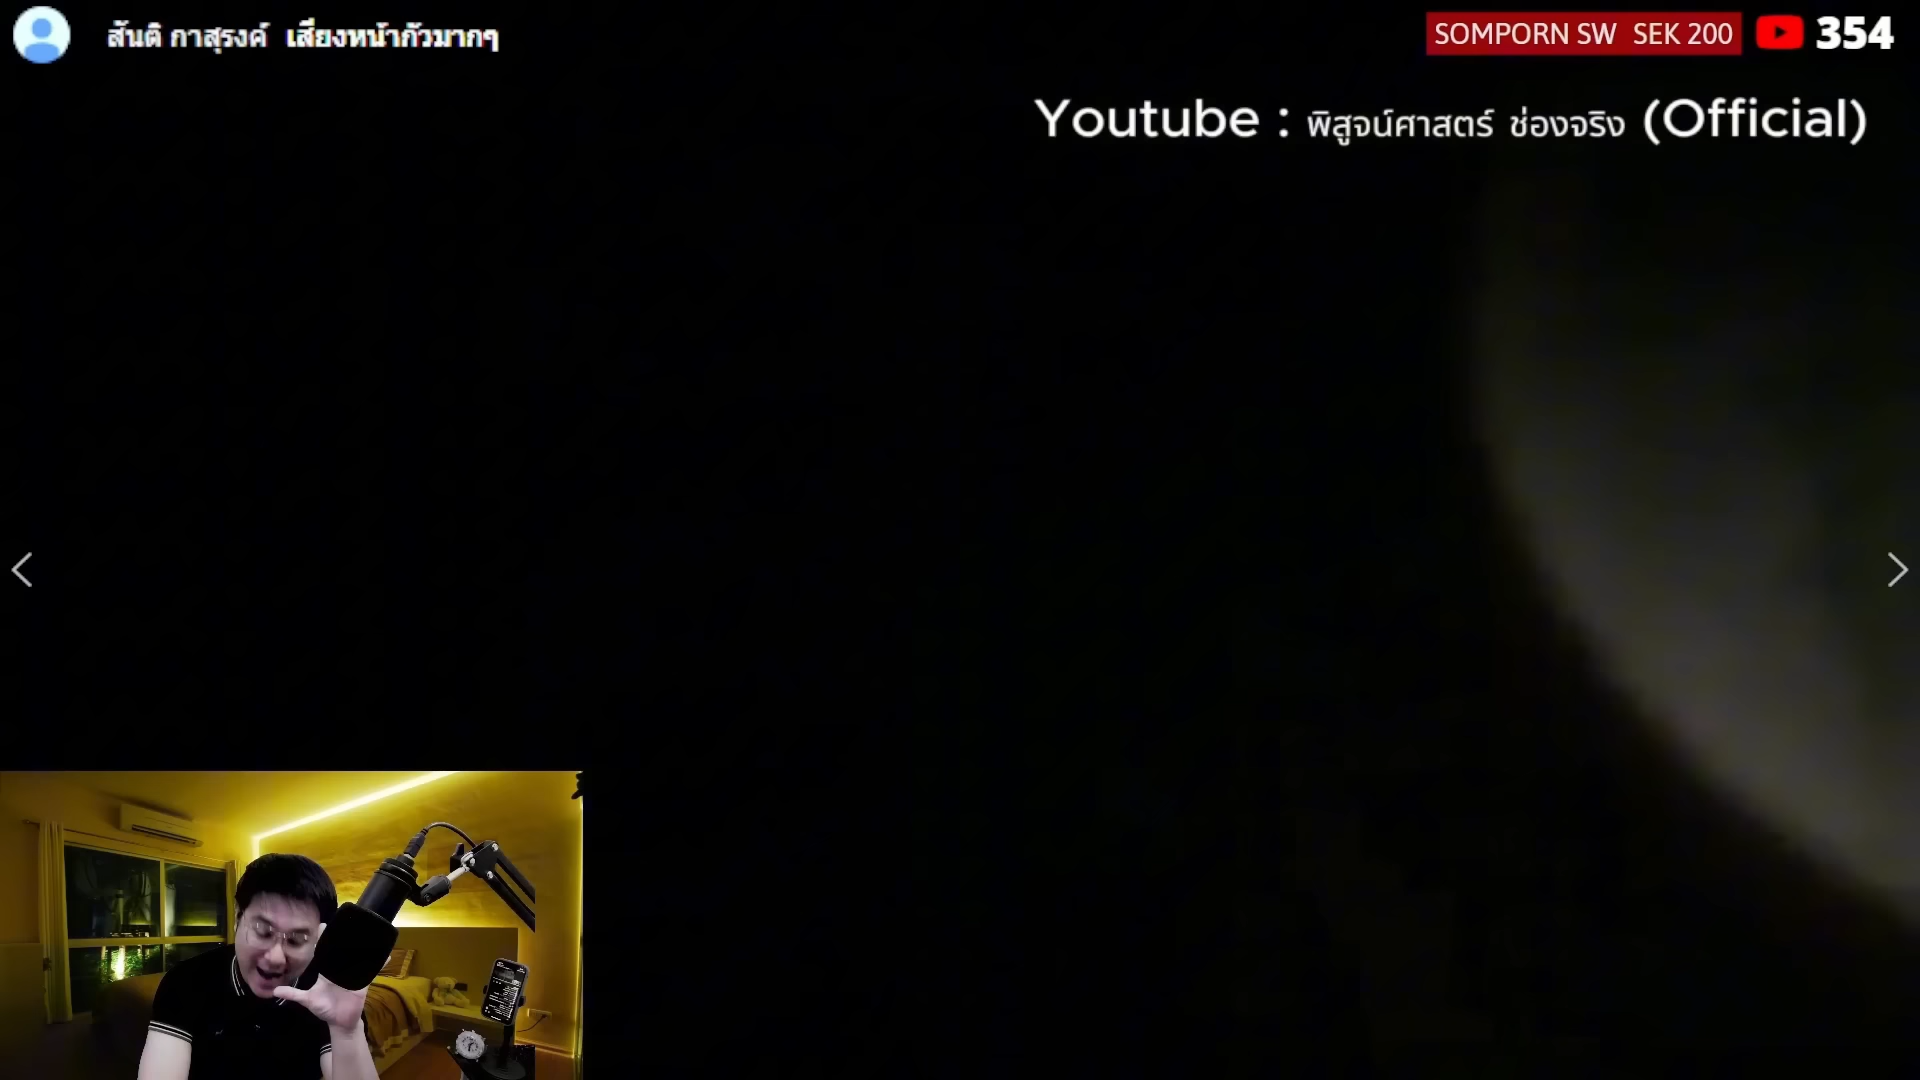 สันติ กาสุรงค์ เสียงหน้ากัวมากๆ
SOMPORN SW SEK 200
354
Youtube : พิสูจน์ศาสตร์ ช่องจริง (Official)